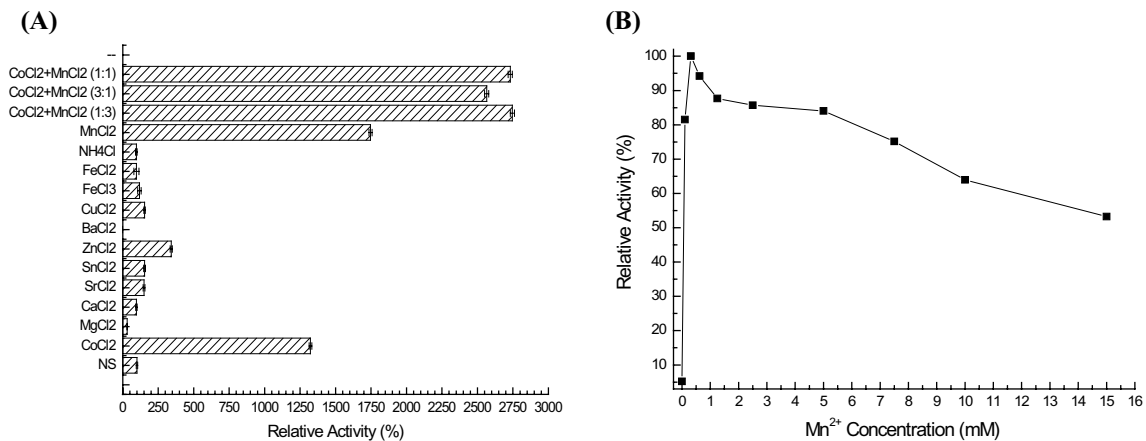 (A)
--
CoCl2+MnCl2 (1:1)
CoCl2+MnCl2 (3:1)
CoCl2+MnCl2 (1:3)
MnCl2
NH4Cl
FeCl2
FeCl3
CuCl2
BaCl2
ZnCl2
SnCl2
SrCl2
CaCl2
MgCl2
CoCl2
NS
0 250 500 750 1000 1250 1500 1750 2000 2250 2500 2750 3000
Relative Activity (%)
(B)
Relative Activity (%)
100
90
80
70
60
50
40
30
20
10
0 1 2 3 4 5 6 7 8 9 10 11 12 13 14 15 16
Mn²⁺ Concentration (mM)